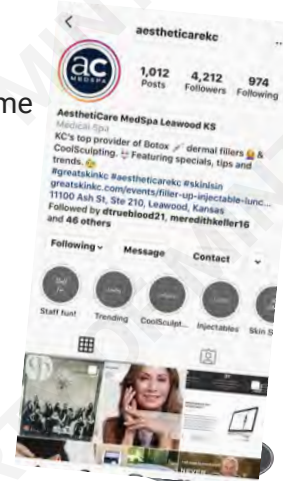 me
aestheticarekc
ac
MEDSPA
1,012
Posts
4,212
Followers
974
Following
AesthetiCare MedSpa Leawood KS
Medical Spa
KC's top provider of Botox 💉 dermal fillers & CoolSculpting. Featuring specials, tips and
trends.
#greatskinkc #aestheticarekc #skinisin
greatskinkc.com/events/filler-up-injectable-lunc...
11100 Ash St, Ste 210, Leawood, Kansas
Followed by dtrueblood21, meredithkeller16
and 46 others
Following
Message
Contact
Staff fun!
Trending
CoolSculpt...
Injectables
Skin S
NEVER